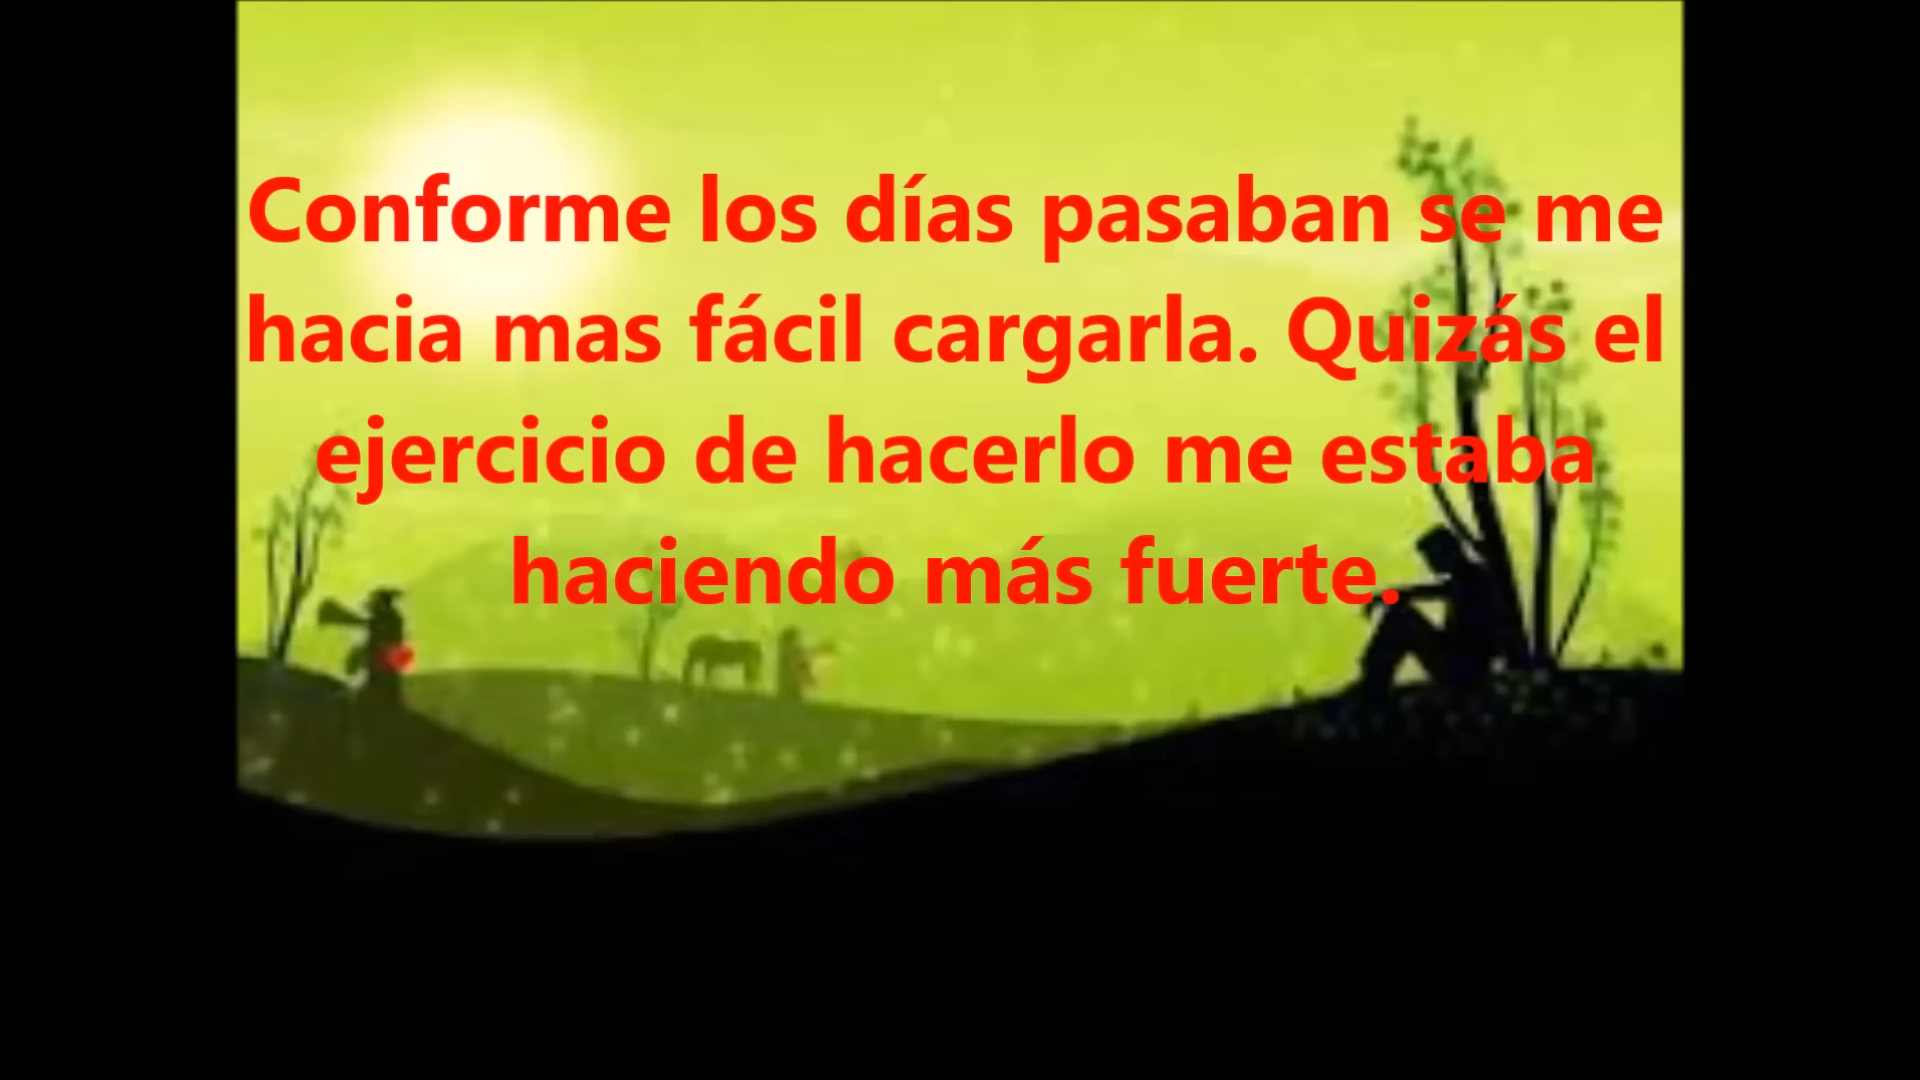 Conforme los días pasaban se me
hacia mas fácil cargarla. Quizás el
ejercicio de hacerlo me estaba
haciendo más fuerte.